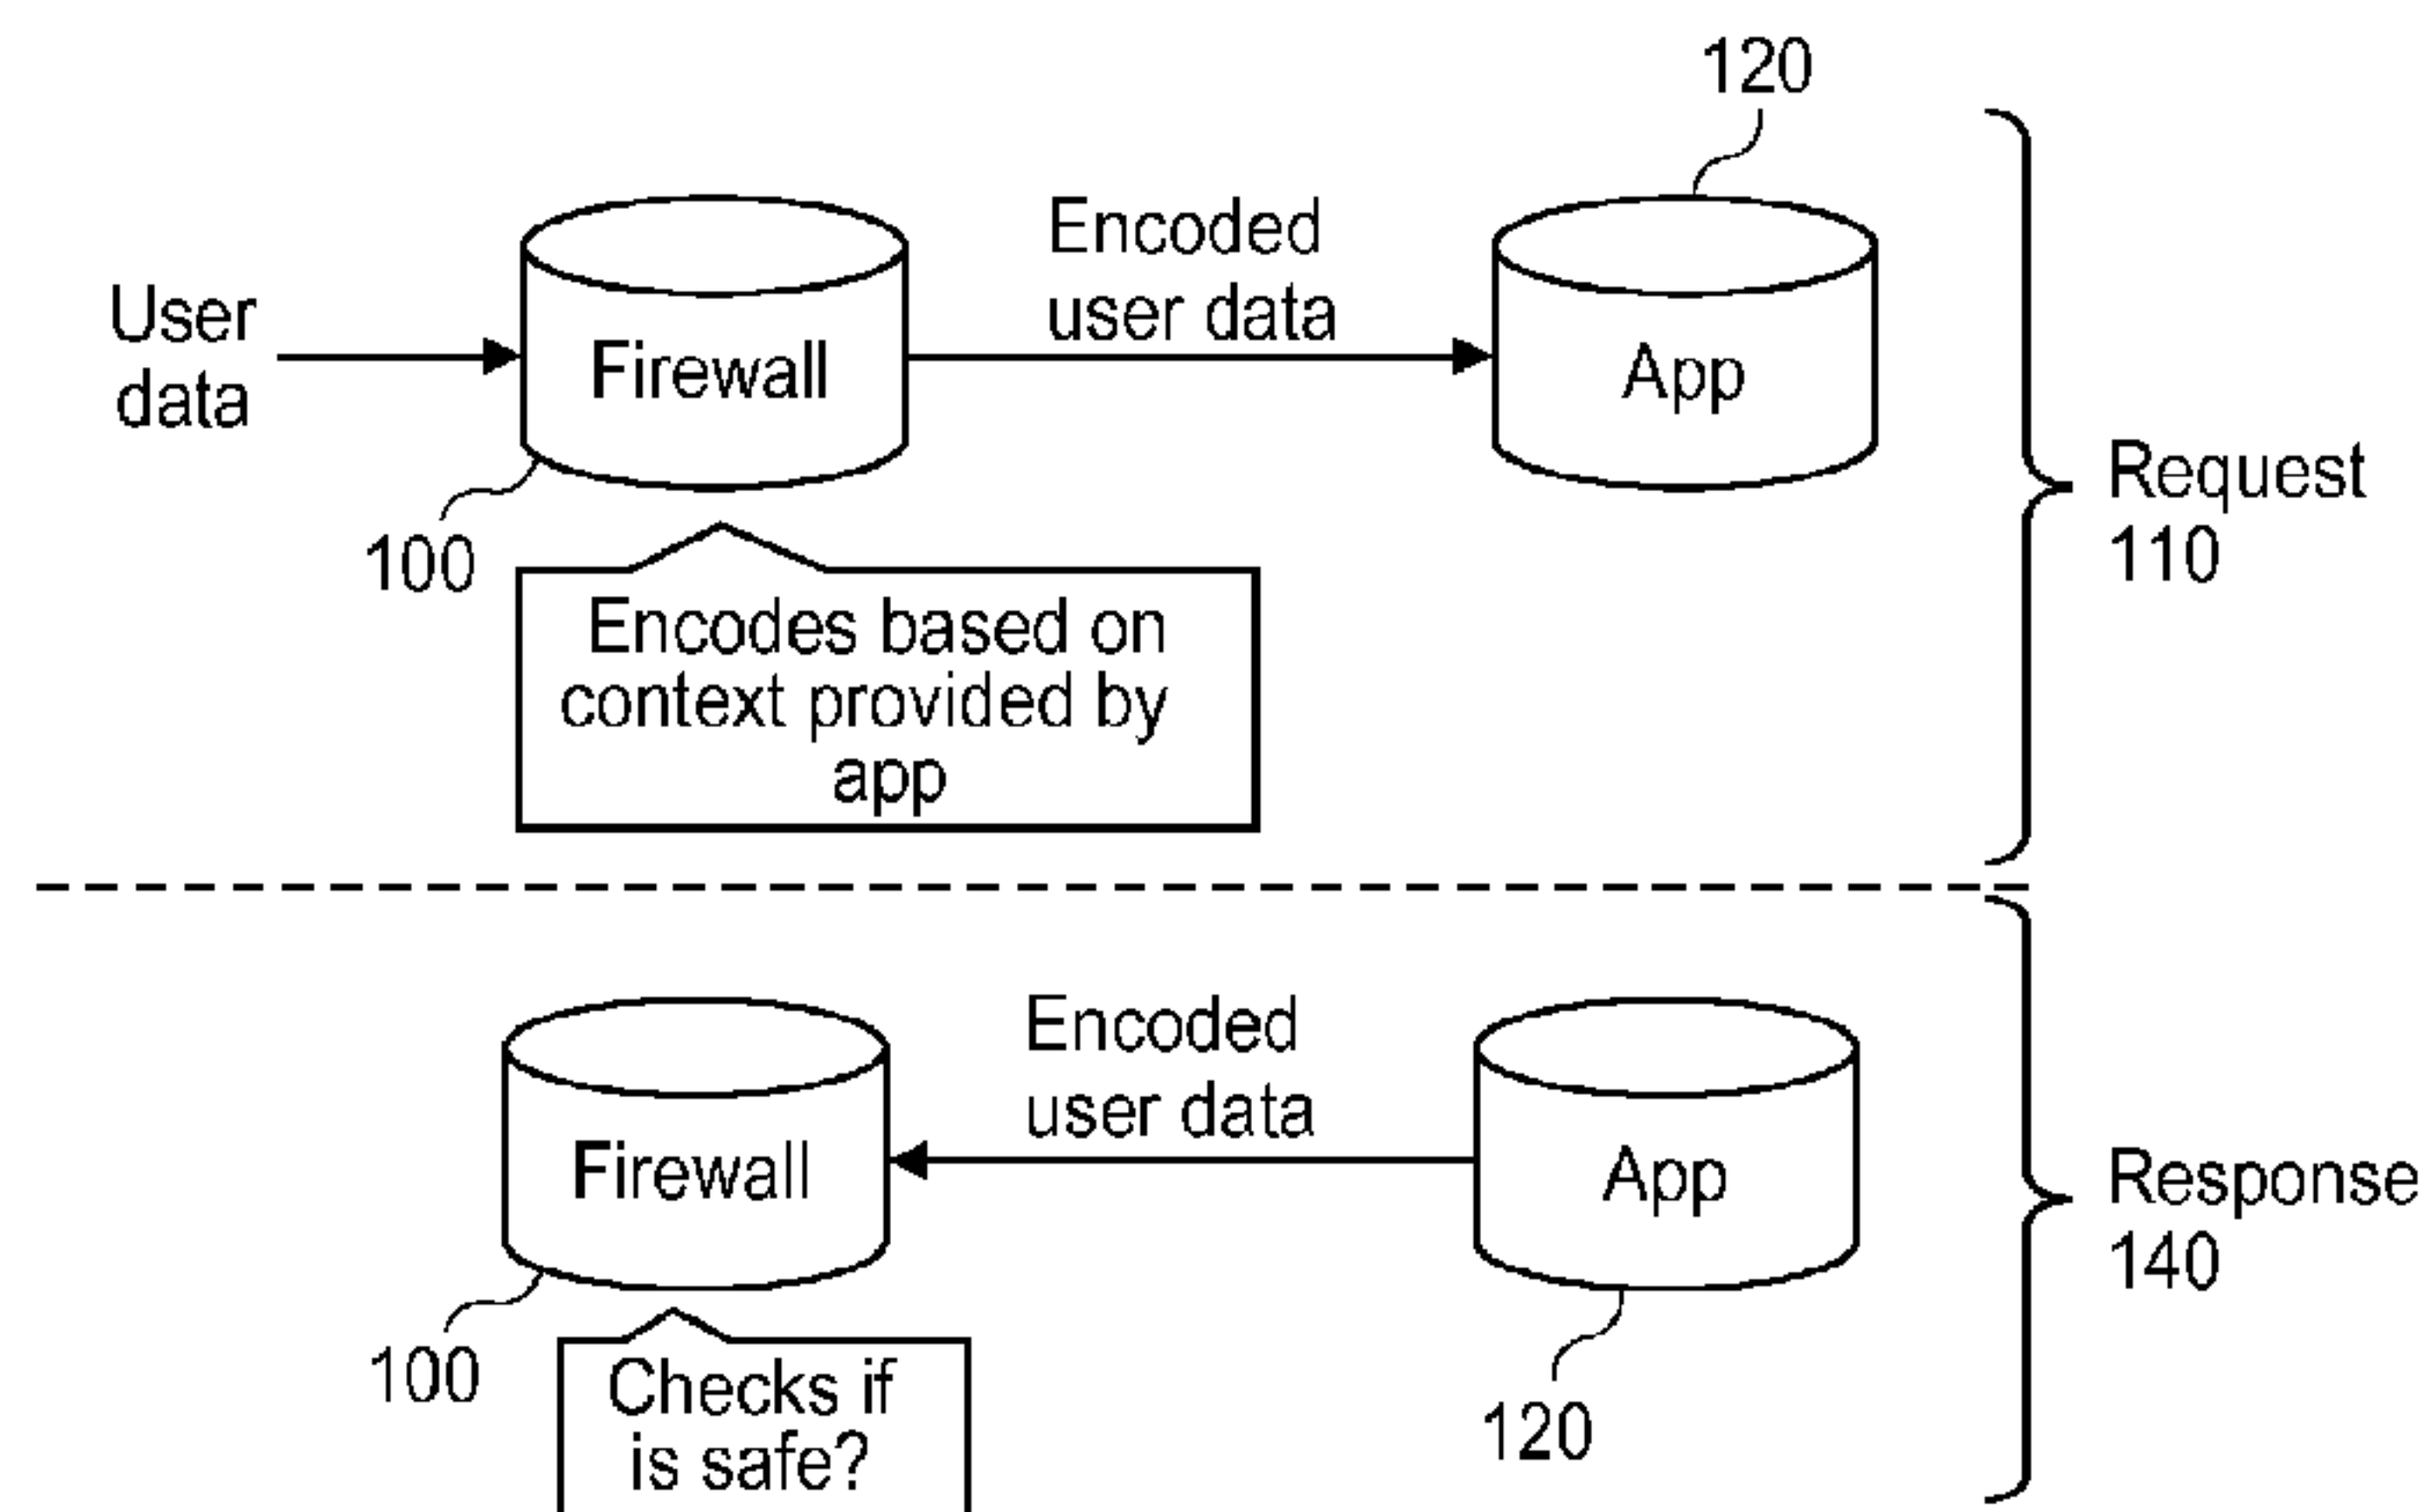 120
User
data
Firewall
Encoded
user data
App
100
Encodes based on
context provided by
app
Request
110
Firewall
Encoded
user data
App
100
Checks if
is safe?
120
Response
140